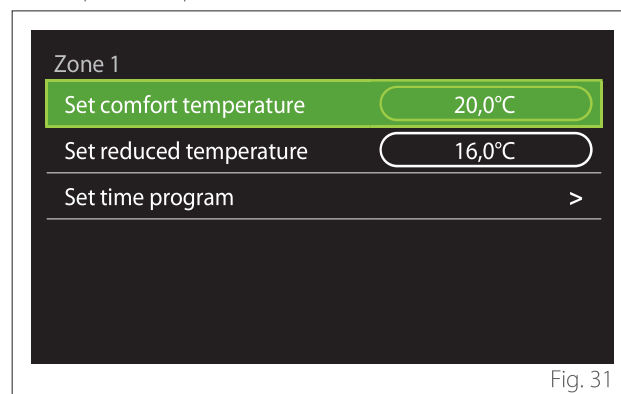 Zone 1
Set comfort temperature 20,0°C
Set reduced temperature 16,0°C
Set time program >
Fig. 31